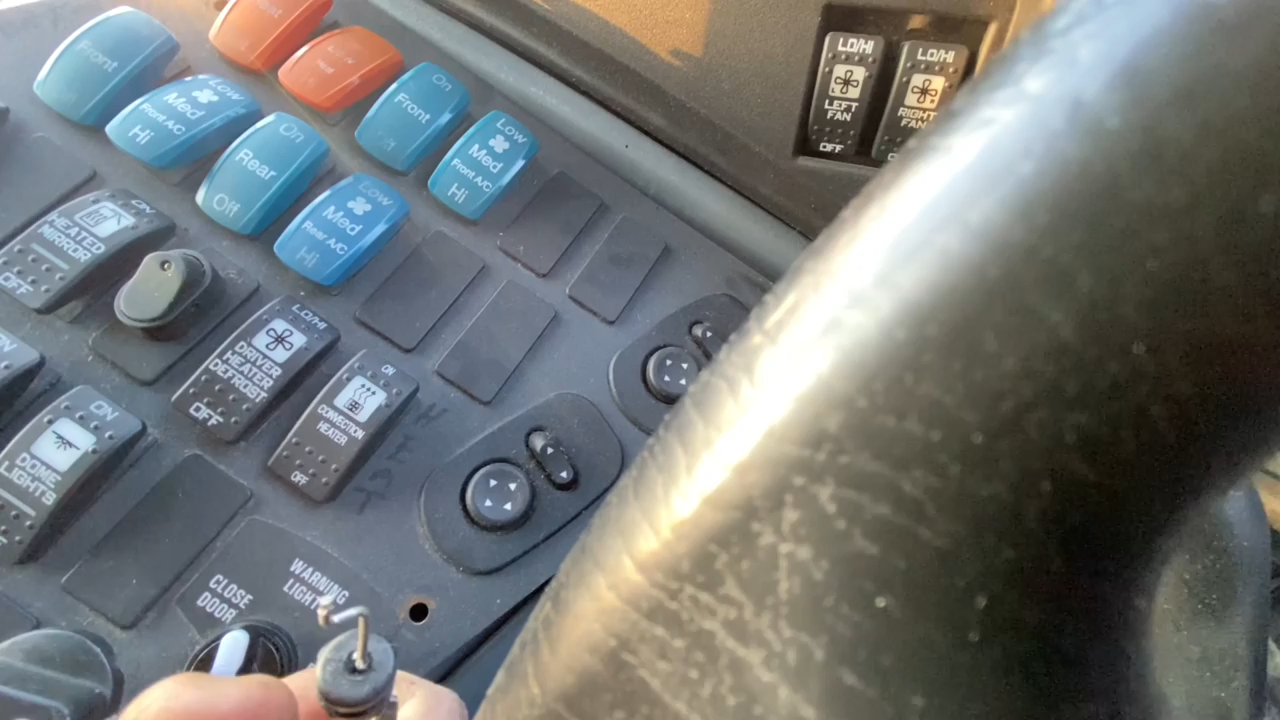 Front
Low
Med
Front A/C
Hi
On
Rear
Off
Low
Med
Rear A/C
Hi
On
Front
Low
Med
Front A/C
Hi
LO/HI
LEFT
FAN
OFF
LO/HI
RIGHT
FAN
ON
HEATED
MIRROR
OFF
LO/HI
DRIVER
HEATER
DEFROST
OFF
ON
CONVECTION
HEATER
OFF
ON
ON
DOME
LIGHTS
CLOSE
DOOR
WARNING
LIGHTS